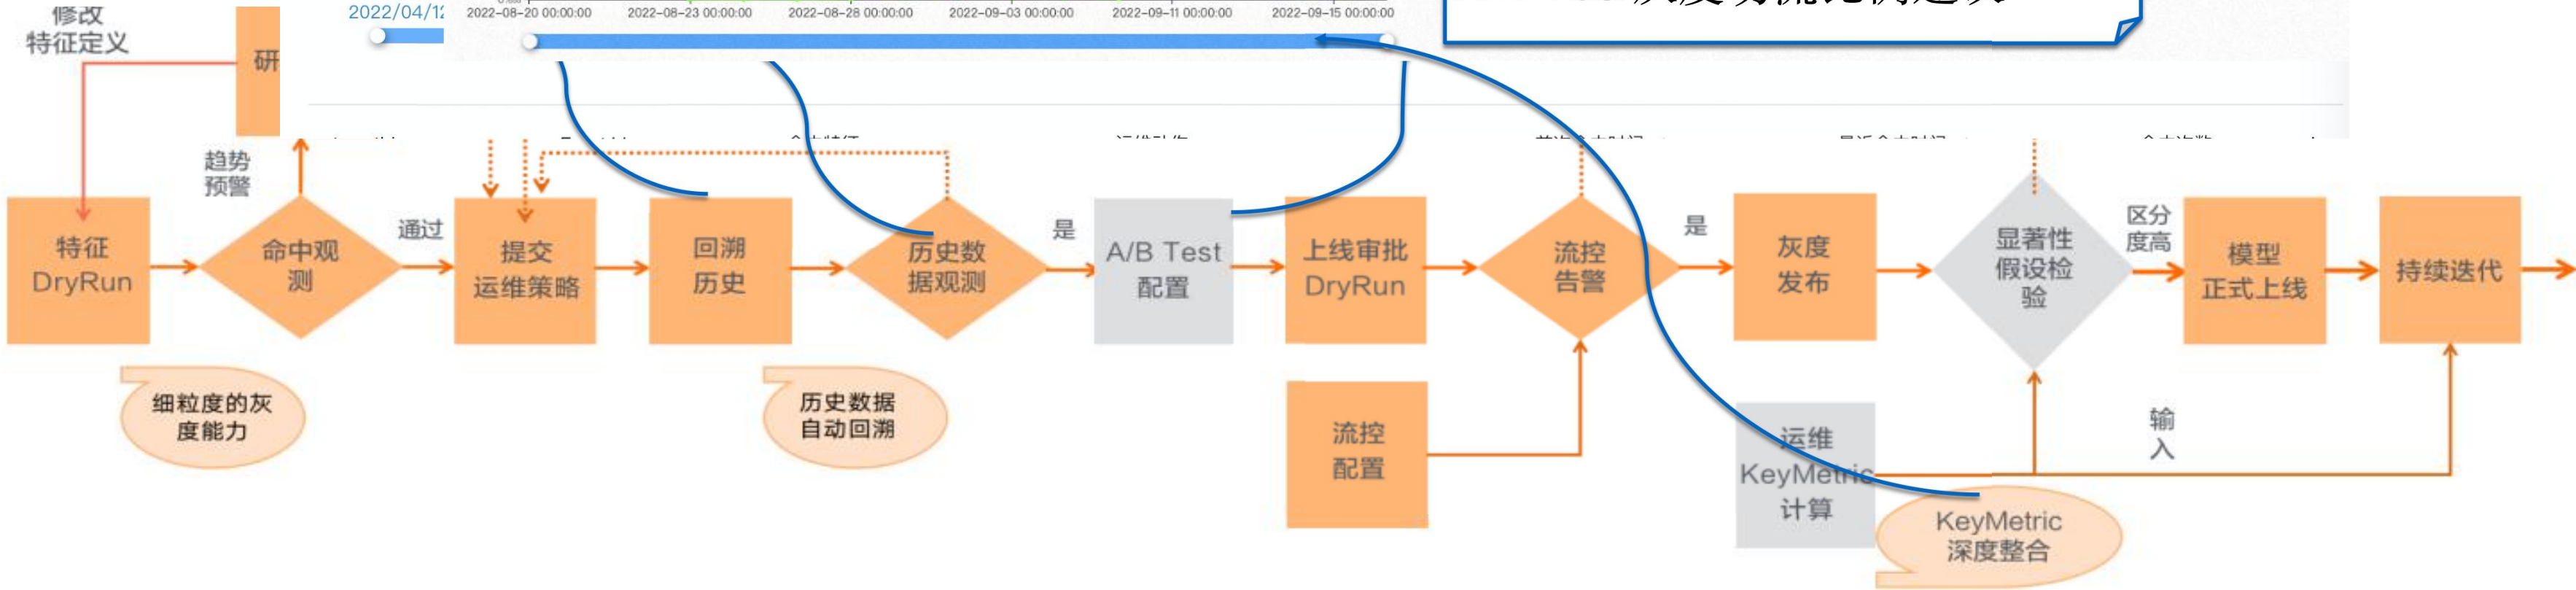 修改
特征定义
研
2022/04/12
2022-08-20 00:00:00
2022-08-23 00:00:00
2022-08-28 00:00:00
2022-09-03 00:00:00
2022-09-11 00:00:00
2022-09-15 00:00:00
趋势
预警
特征
DryRun
命中观
测
通过
提交
运维策略
回溯
历史
历史数
据观测
是
A/B Test
配置
上线审批
DryRun
流控
告警
是
灰度
发布
显著性
假设检
验
区分
度高
模型
正式上线
持续迭代
细粒度的灰
度能力
历史数据
自动回溯
流控
配置
运维
KeyMetric
计算
输
入
KeyMetric
深度整合